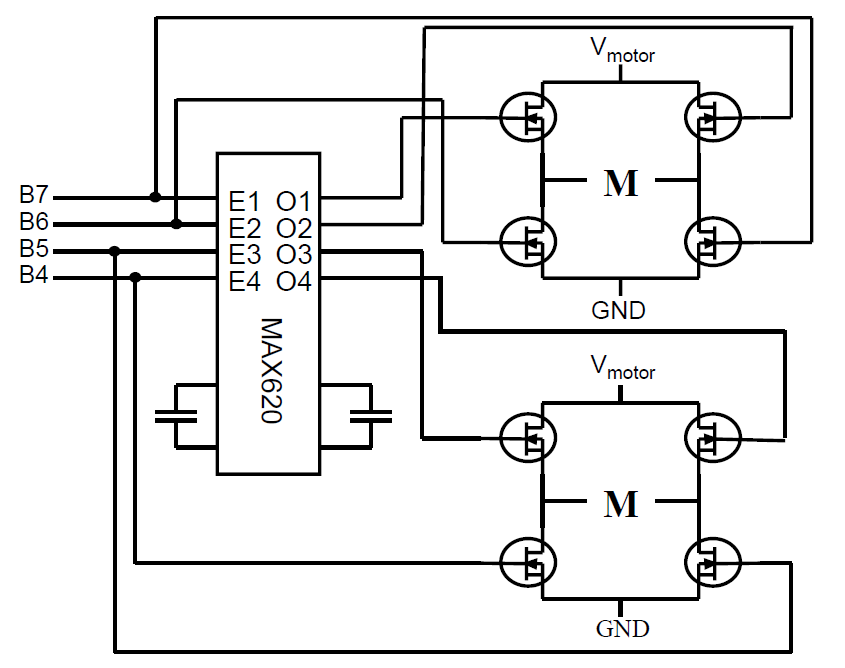 Vmotor
B7
B6
B5
B4
E1 O1
E2 O2
E3 O3
E4 O4
MAX620
M
GND
Vmotor
M
GND